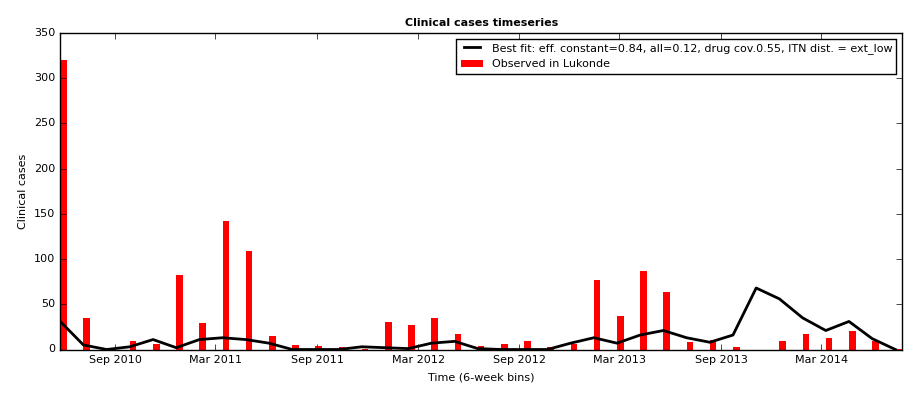 Clinical cases timeseries
Best fit: eff. constant=0.84, all=0.12, drug cov.0.55, ITN dist. = ext_low
Observed in Lukonde
Clinical cases
350
300
250
200
150
100
50
0
Sep 2010 Mar 2011 Sep 2011 Mar 2012 Sep 2012 Mar 2013 Sep 2013 Mar 2014
Time (6-week bins)